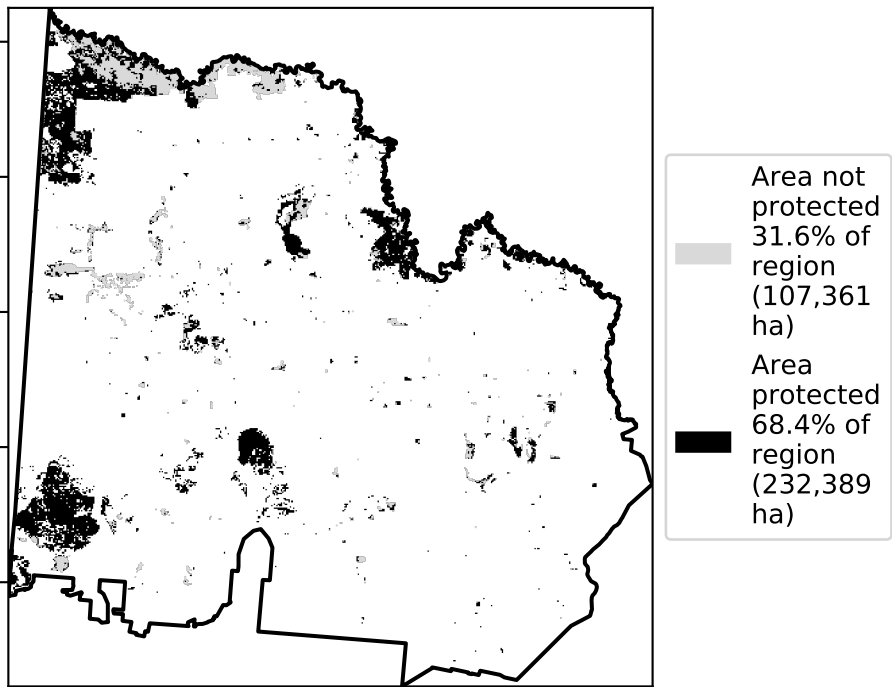 Area not
protected
31.6% of
region
(107,361
ha)
Area
protected
68.4% of
region
(232,389
ha)